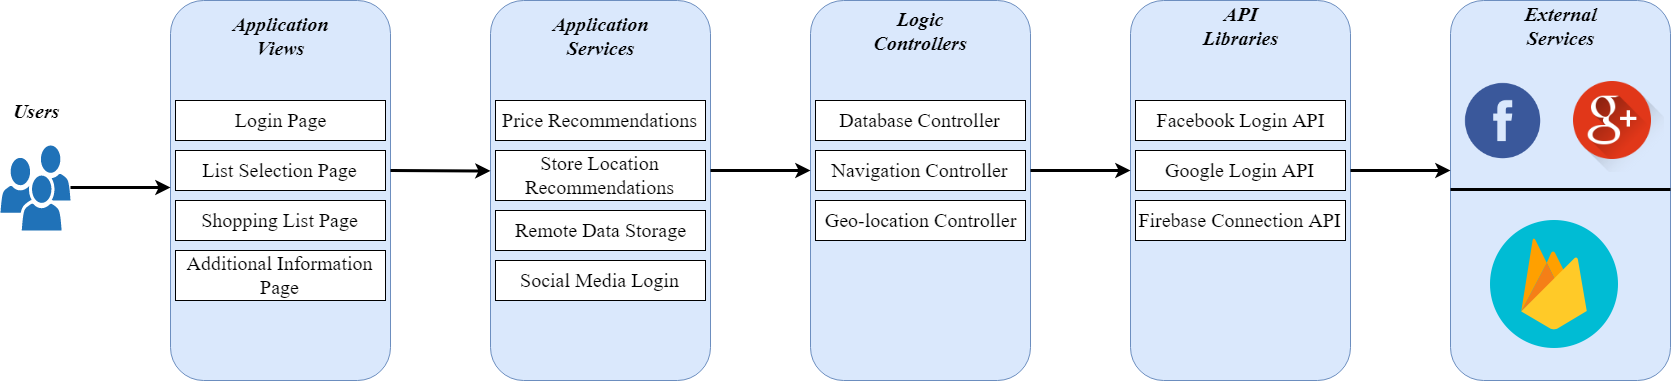 Users
Application
Views
Login Page
List Selection Page
Shopping List Page
Additional Information
Page
Application
Services
Price Recommendations
Store Location
Recommendations
Remote Data Storage
Social Media Login
Logic
Controllers
Database Controller
Navigation Controller
Geo-location Controller
API
Libraries
Facebook Login API
Google Login API
Firebase Connection API
External
Services
f
g+